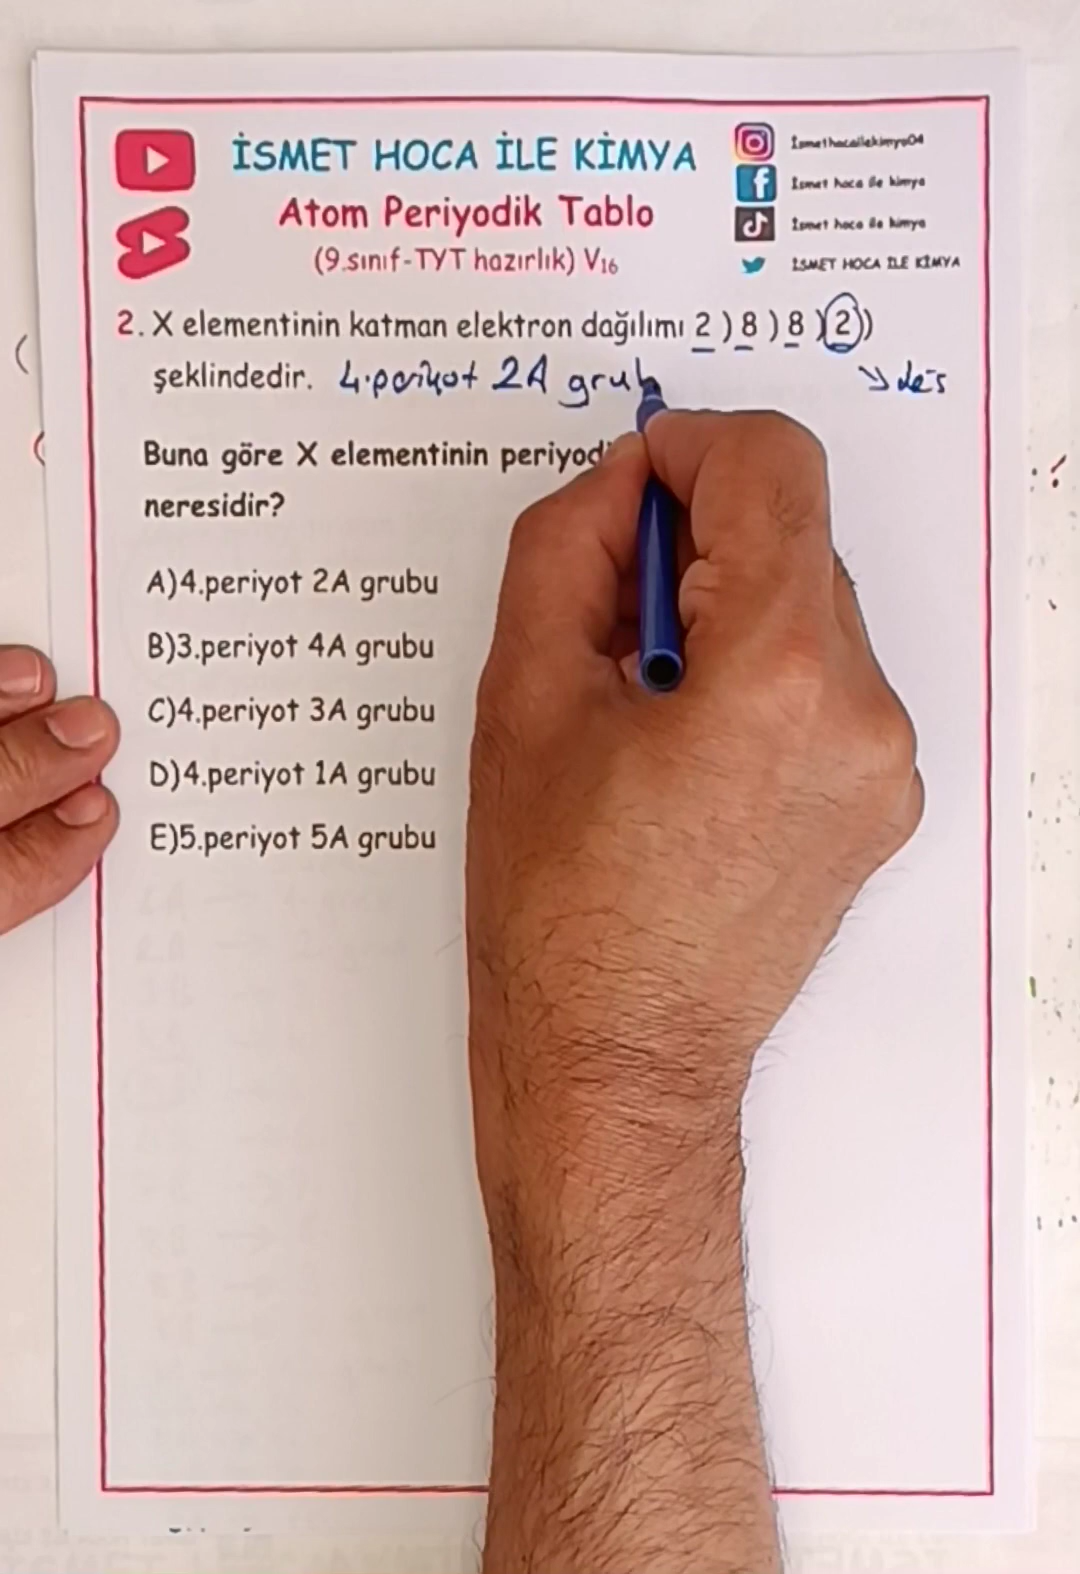 İSMET HOCA İLE KİMYA
Atom Periyodik Tablo
(9.sınıf-TYT hazırlık) V16
İsmethocailekimya04
İsmet hoca ile kimya
İsmet hoca ile kimya
İSMET HOCA İLE KİMYA
2. X elementinin katman elektron dağılımı 2 ) 8 ) 8 ) 2 ))
şeklindedir. 4.periyot 2A grub
Buna göre X elementinin periyod
neresidir?
A)4.periyot 2A grubu
B)3.periyot 4A grubu
C)4.periyot 3A grubu
D)4.periyot 1A grubu
E)5.periyot 5A grubu